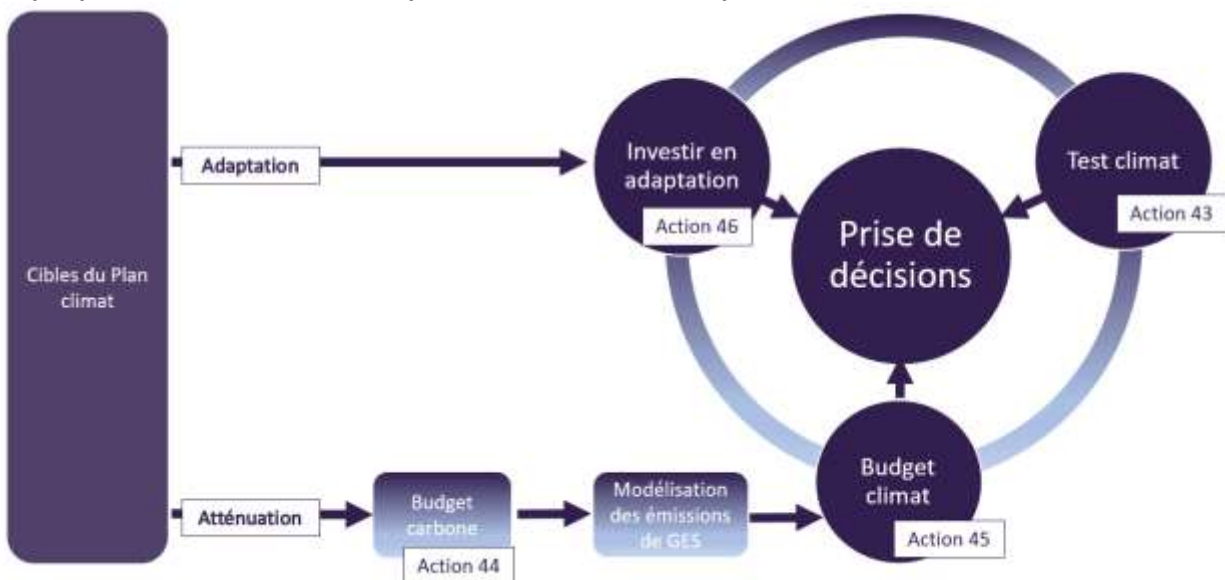 Cibles du Plan
climat
Adaptation
Investir en
adaptation
Action 46
Test climat
Action 43
Prise de
décisions
Atténuation
Budget
carbone
Action 44
Modélisation
des émissions
de GES
Budget
climat
Action 45